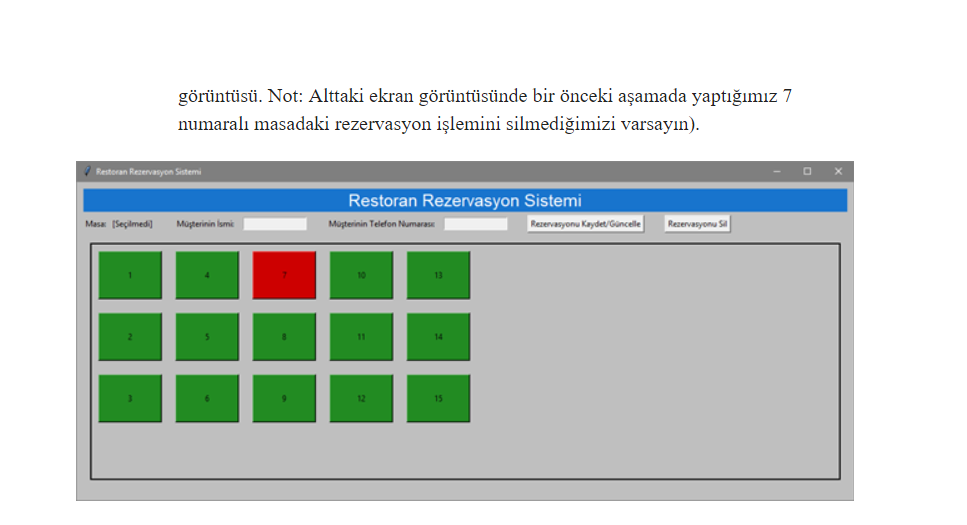 görüntüsü. Not: Alttaki ekran görüntüsünde bir önceki aşamada yaptığımız 7
numaralı masadaki rezervasyon işlemini silmediğimizi varsayın).
Restoran Rezervasyon Sistemi
Restoran Rezervasyon Sistemi
Masa: [Seçilmedi] Müşterinin İsmi: Müşterinin Telefon Numarası: Rezervasyonu Kaydet/Güncelle Rezervasyonu Sil
1 4 7 10 13
2 5 8 11 14
3 6 9 12 15